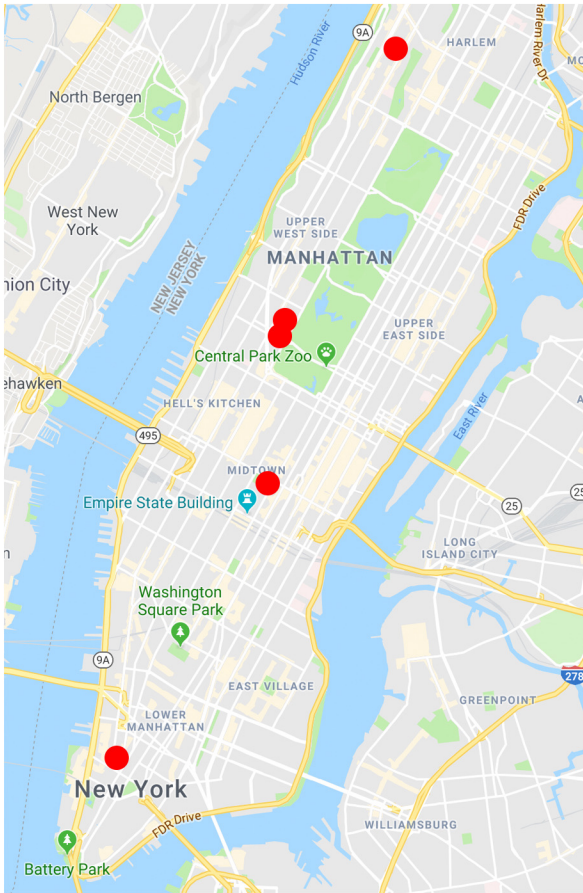 9A
Hudson River
HARLEM
Harlem River Dr
North Bergen
FDR Drive
West New
York
UPPER
WEST SIDE
NEW JERSEY
NEW YORK
MANHATTAN
nion City
UPPER
EAST SIDE
Central Park Zoo
ehawken
HELL'S KITCHEN
East River
495
MIDTOWN
Empire State Building
25
25
LONG
ISLAND CITY
Washington
Square Park
9A
EAST VILLAGE
278
GREENPOINT
LOWER
MANHATTAN
New York
FDR Drive
WILLIAMSBURG
Battery Park